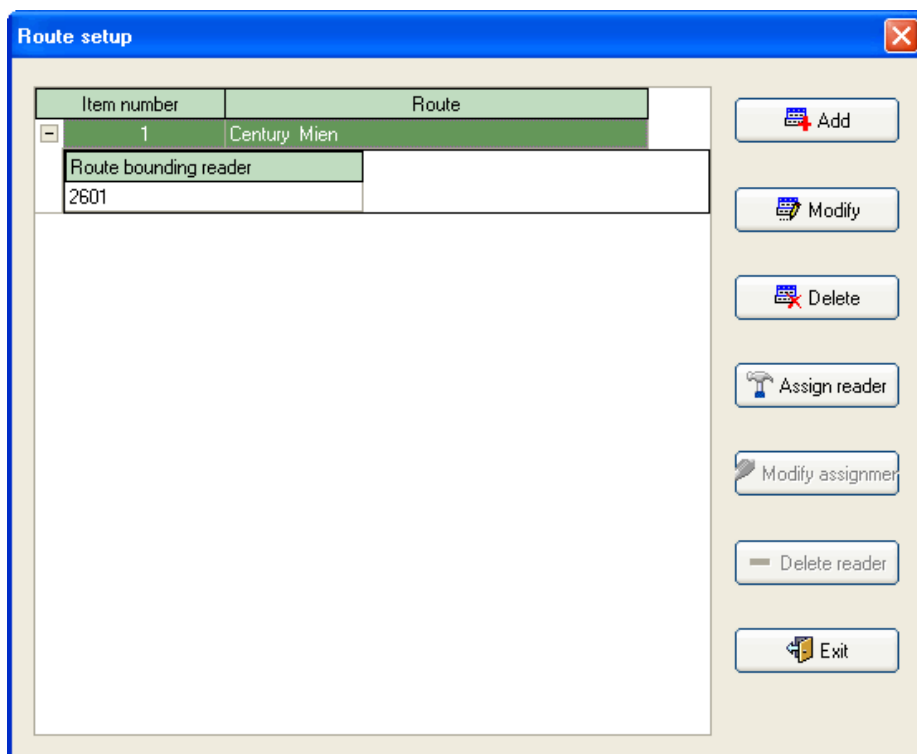 Route setup
Item number Route
1 Century Mien
Route bounding reader
2601
Add
Modify
Delete
Assign reader
Modify assignmer
Delete reader
Exit